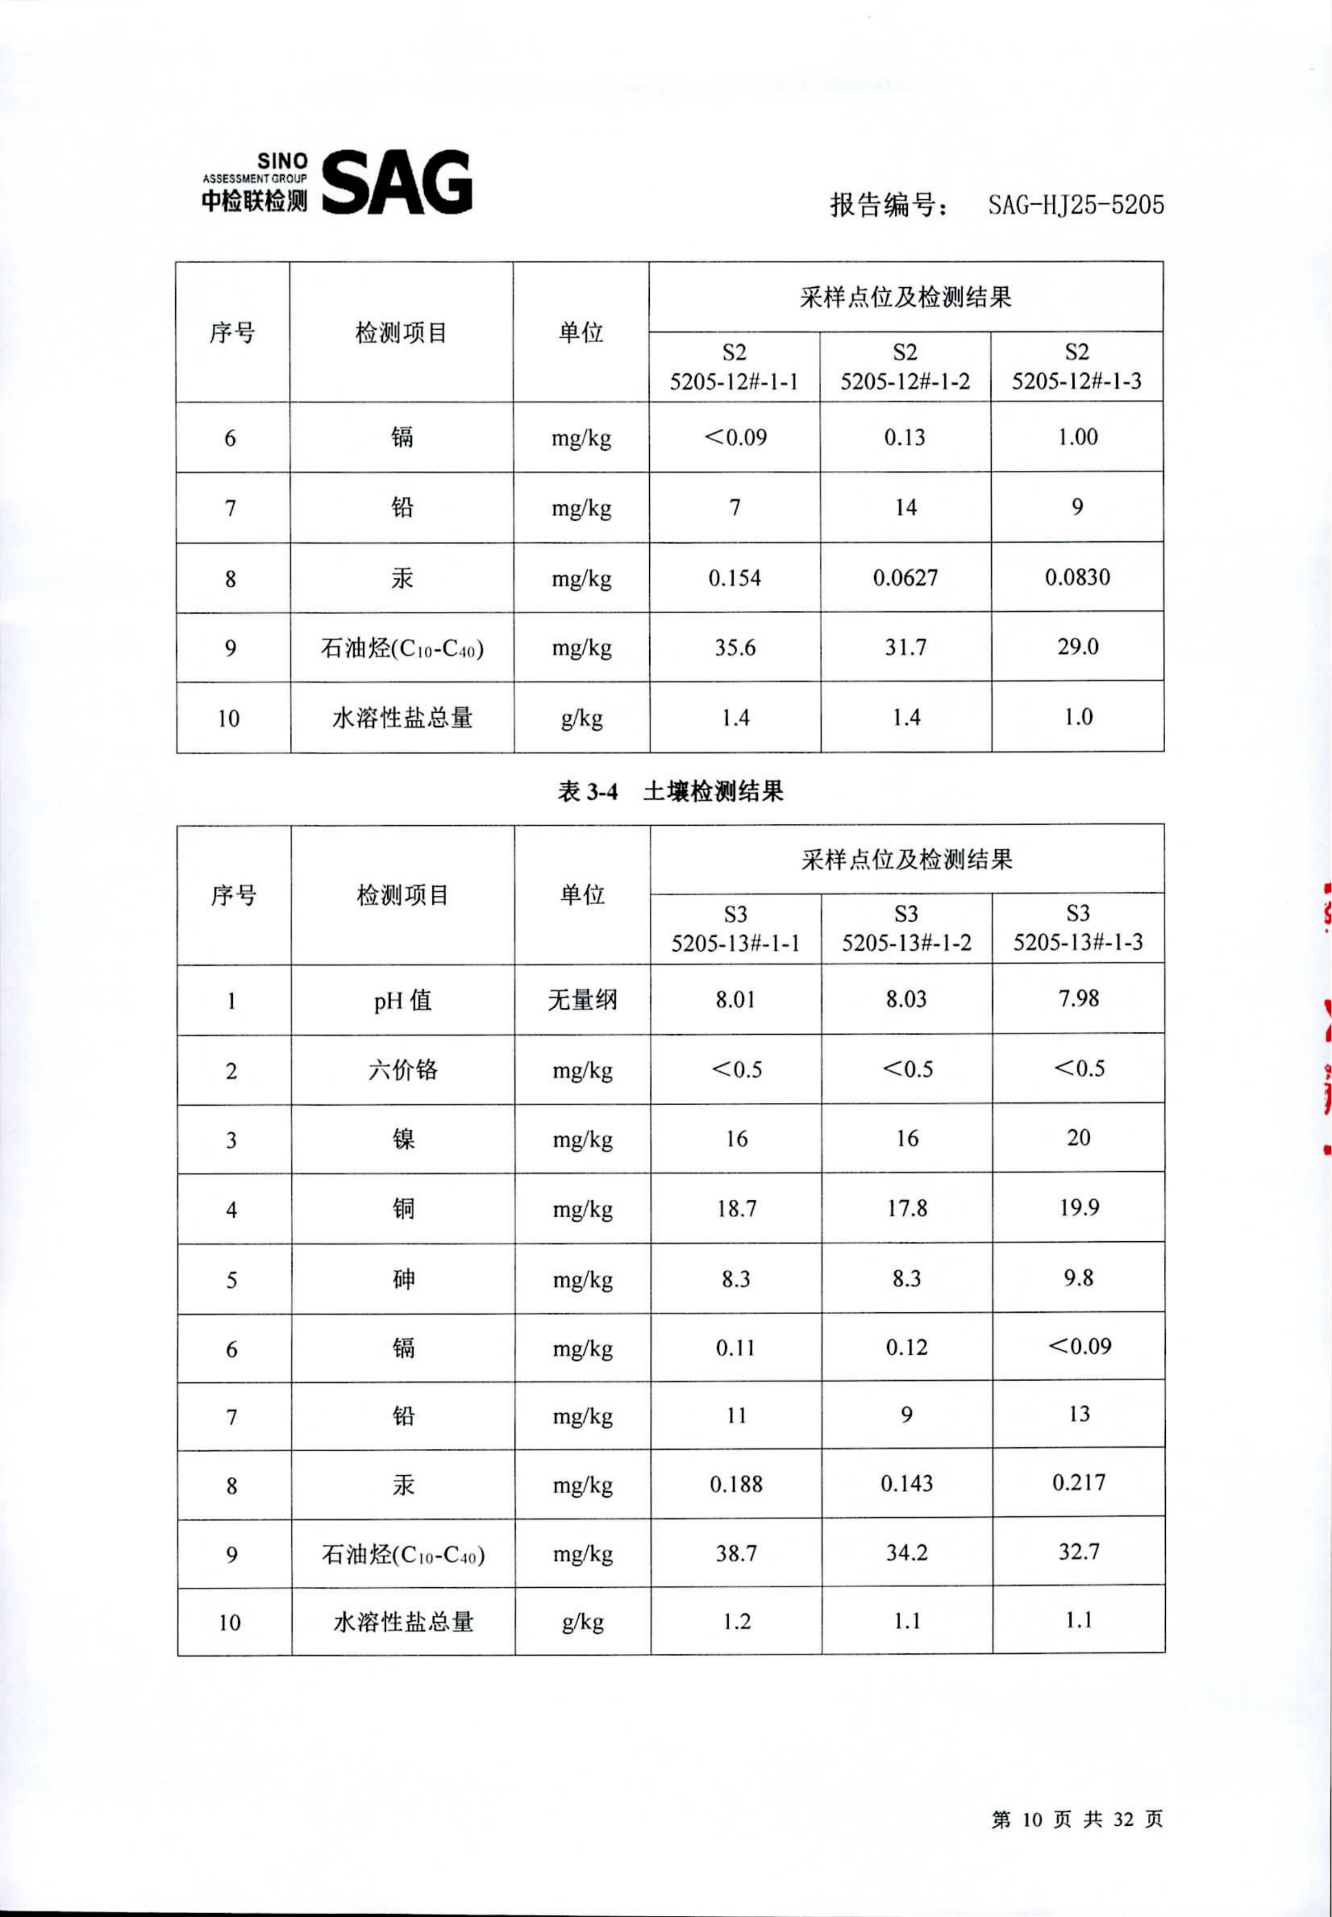 SINO
ASSESSMENT GROUP
中检联检测
SAG
报告编号： SAG-HJ25-5205
序号 检测项目 单位 采样点位及检测结果
S2 S2 S2
5205-12#-1-1 5205-12#-1-2 5205-12#-1-3
6 镉 mg/kg ＜0.09 0.13 1.00
7 铅 mg/kg 7 14 9
8 汞 mg/kg 0.154 0.0627 0.0830
9 石油烃(C10-C40) mg/kg 35.6 31.7 29.0
10 水溶性盐总量 g/kg 1.4 1.4 1.0
表 3-4 土壤检测结果
序号 检测项目 单位 采样点位及检测结果
S3 S3 S3
5205-13#-1-1 5205-13#-1-2 5205-13#-1-3
1 pH 值 无量纲 8.01 8.03 7.98
2 六价铬 mg/kg ＜0.5 ＜0.5 ＜0.5
3 镍 mg/kg 16 16 20
4 铜 mg/kg 18.7 17.8 19.9
5 砷 mg/kg 8.3 8.3 9.8
6 镉 mg/kg 0.11 0.12 ＜0.09
7 铅 mg/kg 11 9 13
8 汞 mg/kg 0.188 0.143 0.217
9 石油烃(C10-C40) mg/kg 38.7 34.2 32.7
10 水溶性盐总量 g/kg 1.2 1.1 1.1
第 10 页 共 32 页